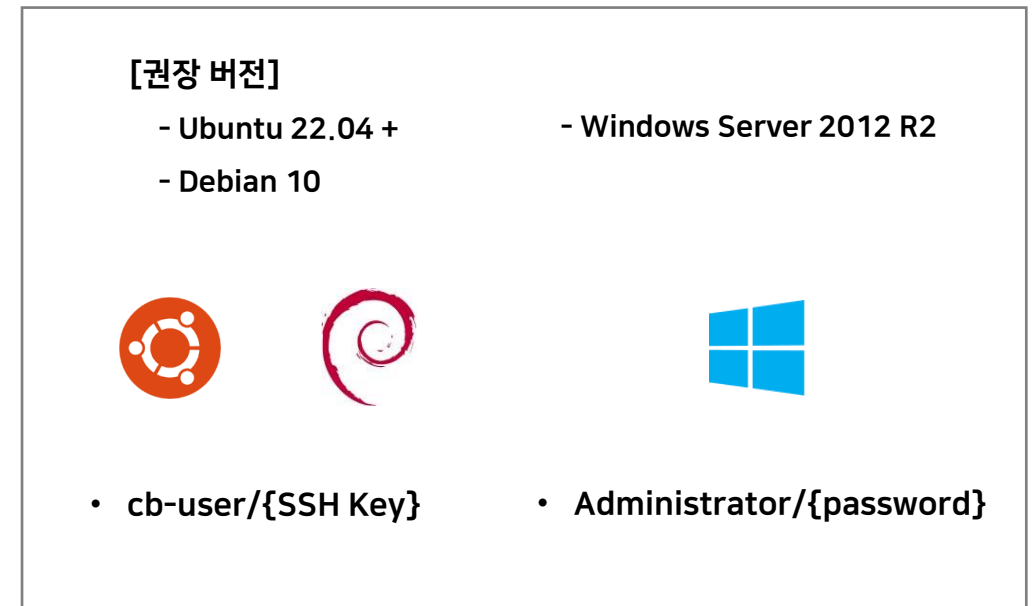 [권장 버전]
- Ubuntu 22.04 +
- Debian 10
- Windows Server 2012 R2
• cb-user/{SSH Key}
• Administrator/{password}